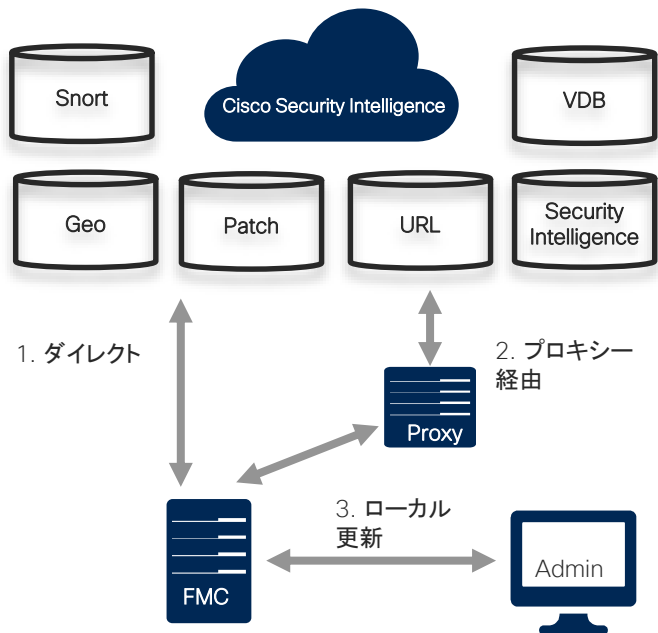 Snort
Cisco Security Intelligence
VDB
Geo
Patch
URL
Security
Intelligence
1. ダイレクト
2. プロキシー
経由
Proxy
3. ローカル
更新
FMC
Admin